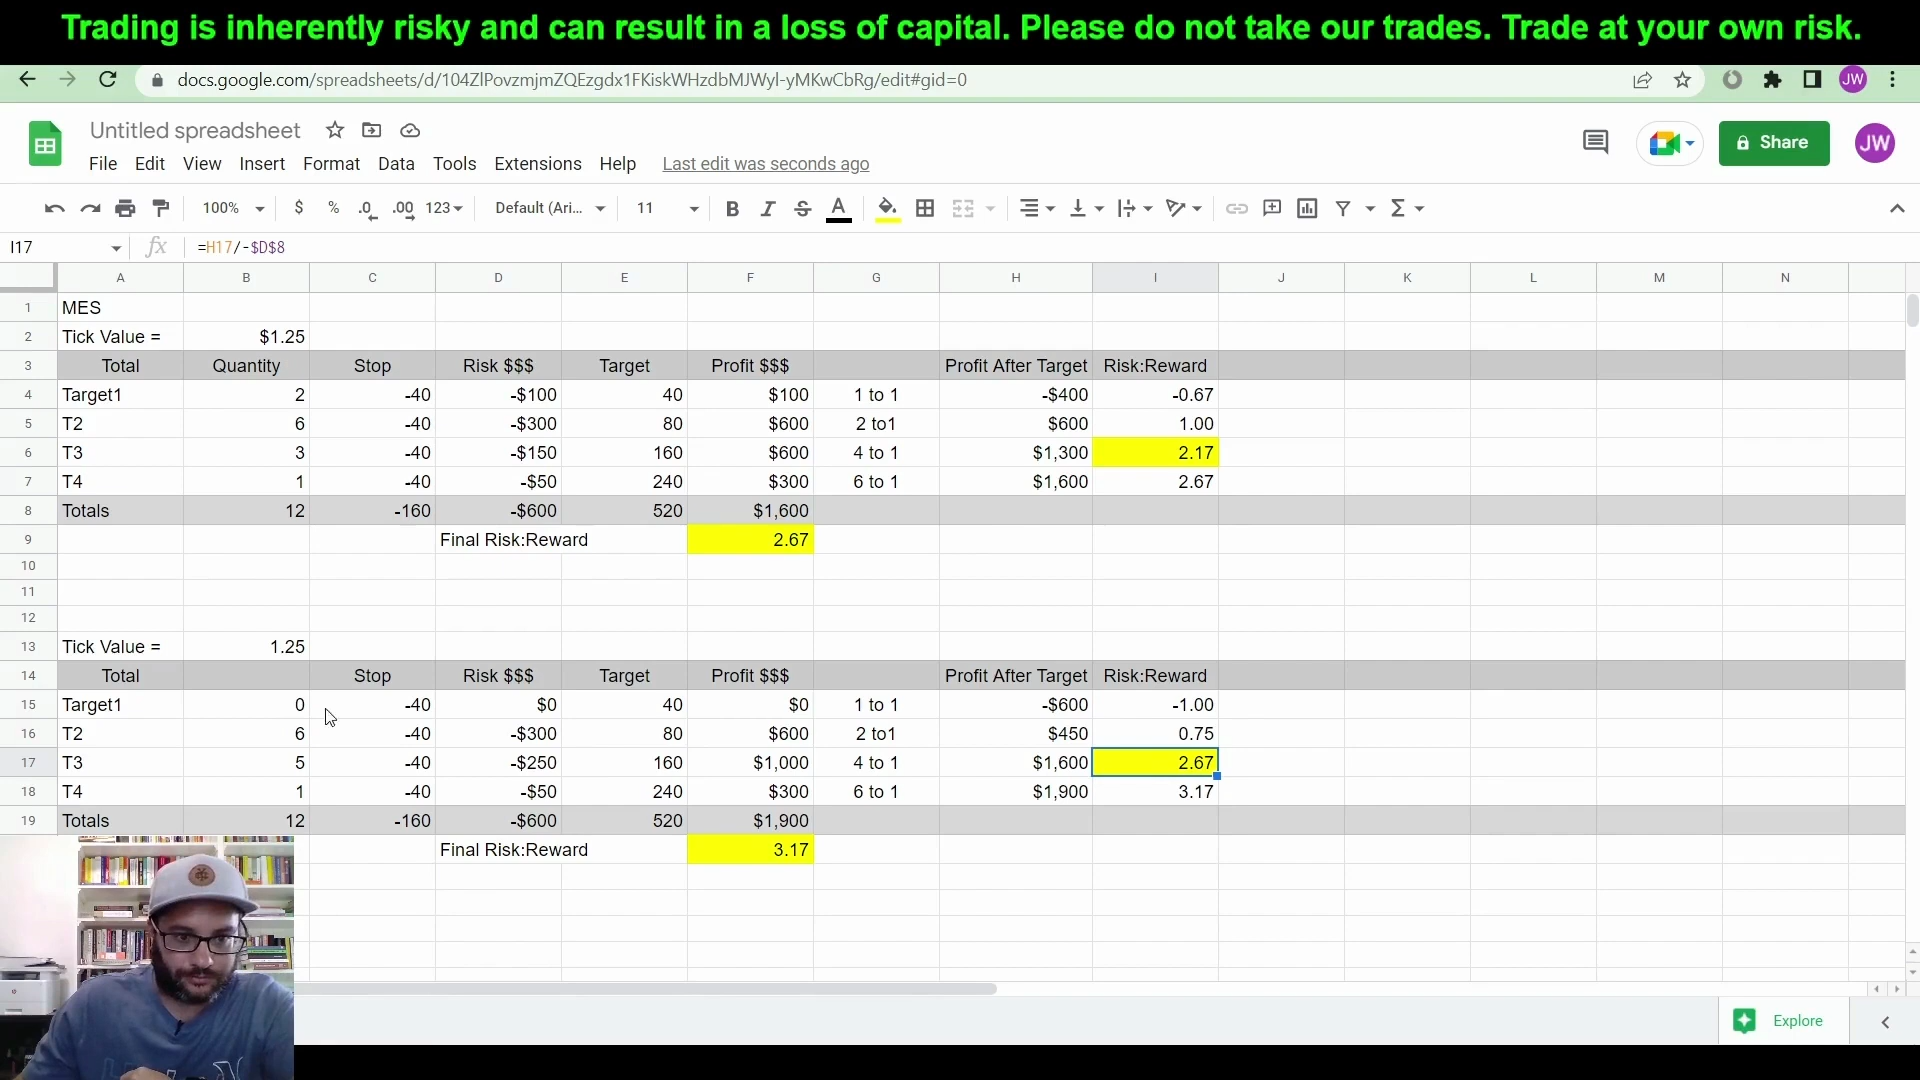 Trading is inherently risky and can result in a loss of capital. Please do not take our trades. Trade at your own risk.
docs.google.com/spreadsheets/d/104ZlPovzmjmZQEzgdx1FKiskWHzdbMJWyl-yMKwCbRg/edit#gid=0 JW
Untitled spreadsheet
File Edit View Insert Format Data Tools Extensions Help Last edit was seconds ago Share JW
100% $ % .0 .00 123 Default (Ari... 11 B I S A Σ
I17 fx =H17/-$D$8
A B C D E F G H I J K L M N
1 MES
2 Tick Value = $1.25
3 Total Quantity Stop Risk $$$ Target Profit $$$ Profit After Target Risk:Reward
4 Target1 2 -40 -$100 40 $100 1 to 1 -$400 -0.67
5 T2 6 -40 -$300 80 $600 2 to1 $600 1.00
6 T3 3 -40 -$150 160 $600 4 to 1 $1,300 2.17
7 T4 1 -40 -$50 240 $300 6 to 1 $1,600 2.67
8 Totals 12 -160 -$600 520 $1,600
9 Final Risk:Reward 2.67
10
11
12
13 Tick Value = 1.25
14 Total Stop Risk $$$ Target Profit $$$ Profit After Target Risk:Reward
15 Target1 0 -40 $0 40 $0 1 to 1 -$600 -1.00
16 T2 6 -40 -$300 80 $600 2 to1 $450 0.75
17 T3 5 -40 -$250 160 $1,000 4 to 1 $1,600 2.67
18 T4 1 -40 -$50 240 $300 6 to 1 $1,900 3.17
19 Totals 12 -160 -$600 520 $1,900
Final Risk:Reward 3.17
Explore